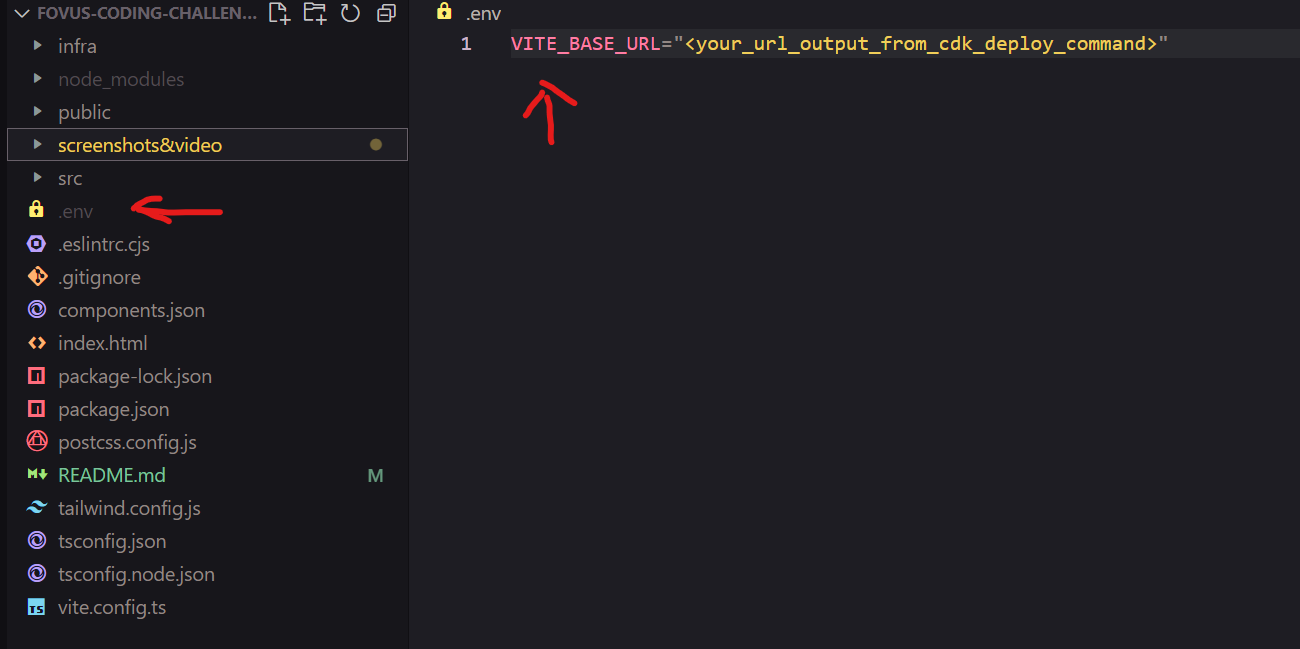 FOVUS-CODING-CHALLEN...
infra
node_modules
public
screenshots&video
src
.env
.eslintrc.cjs
.gitignore
components.json
index.html
package-lock.json
package.json
postcss.config.js
README.md M
tailwind.config.js
tsconfig.json
tsconfig.node.json
TS vite.config.ts
.env
1 VITE_BASE_URL="<your_url_output_from_cdk_deploy_command>"